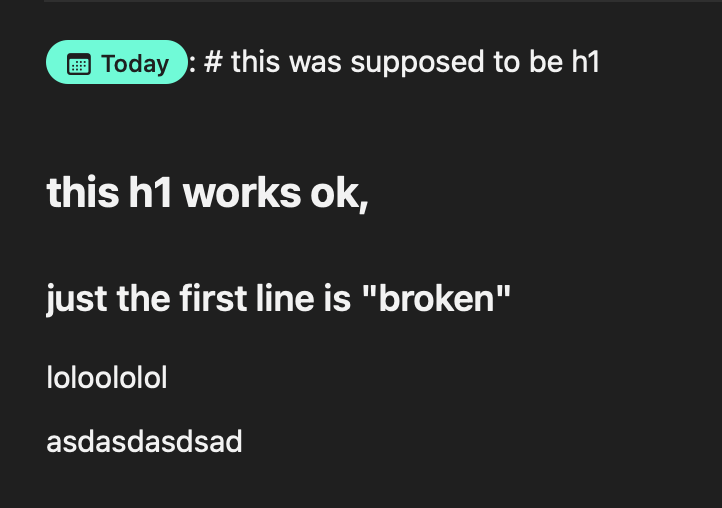 Today: # this was supposed to be h1
this h1 works ok,
just the first line is "broken"
loloololol
asdasdasdsad